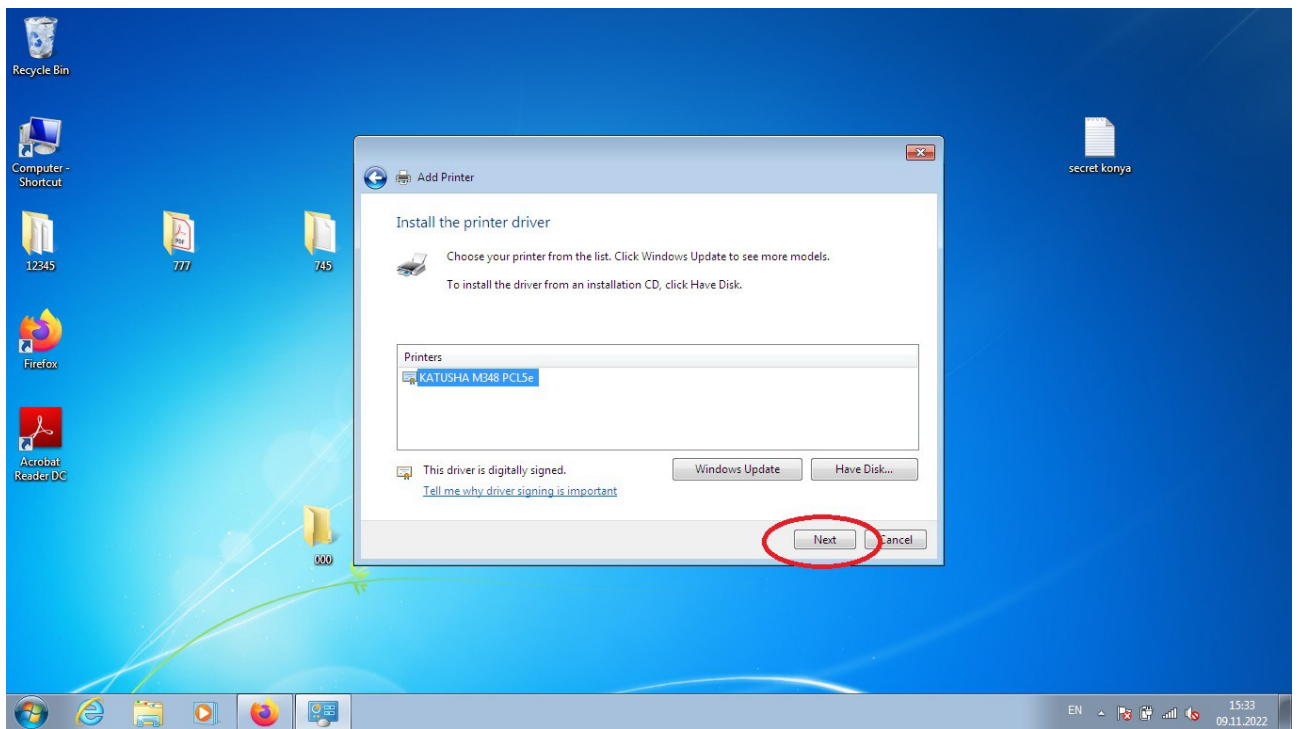 Recycle Bin
Computer -
Shortcut
secret konya
12345
777
745
PDF
Firefox
Acrobat
Reader DC
000
Add Printer
Install the printer driver
Choose your printer from the list. Click Windows Update to see more models.
To install the driver from an installation CD, click Have Disk.
Printers
KATUSHA M348 PCL5e
This driver is digitally signed.
Tell me why driver signing is important
Windows Update
Have Disk...
Next
Cancel
EN
15:33
09.11.2022